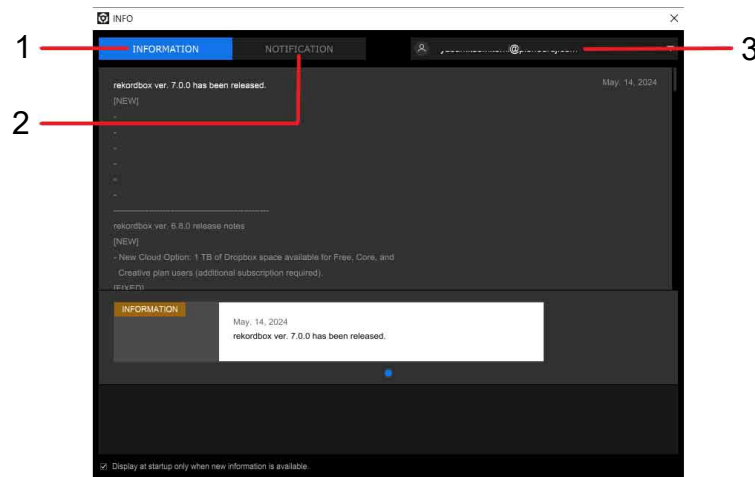 INFO
1
INFORMATION
NOTIFICATION
@
3
rekordbox ver. 7.0.0 has been released.
May. 14, 2024
[NEW]
2
-
-
-
-
-
-
----------------------------------------------------
rekordbox ver. 6.8.0 release notes
[NEW]
- New Cloud Option: 1 TB of Dropbox space available for Free, Core, and
Creative plan users (additional subscription required).
[FIXED]
INFORMATION
May. 14, 2024
rekordbox ver. 7.0.0 has been released.
Display at startup only when new information is available.